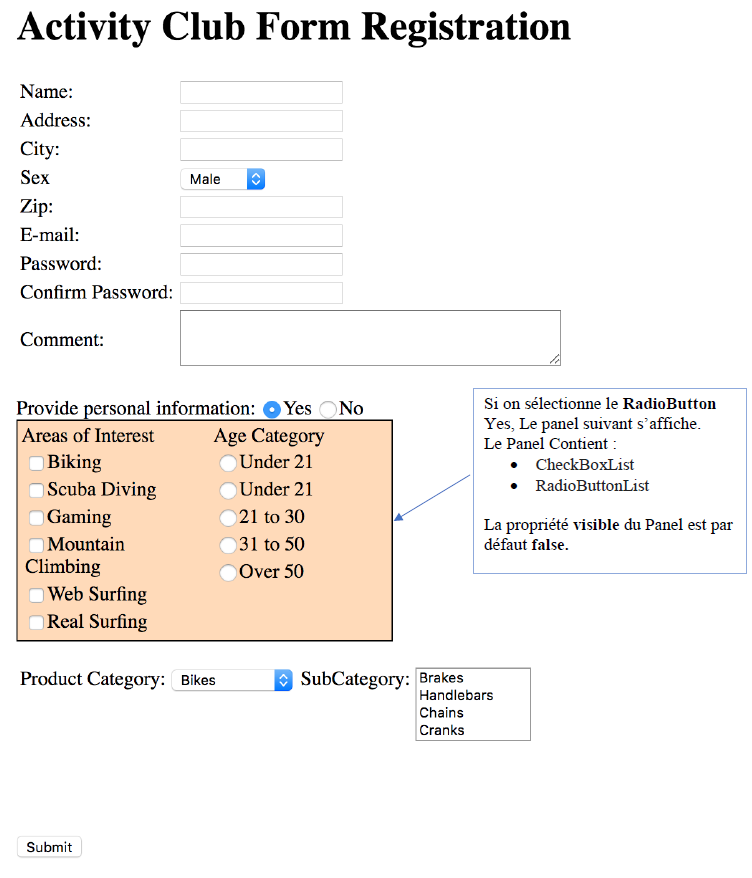 Activity Club Form Registration
Name:
Address:
City:
Sex
Male
Zip:
E-mail:
Password:
Confirm Password:
Comment:
Provide personal information: Yes No
Areas of Interest
Biking
Scuba Diving
Gaming
Mountain
Climbing
Web Surfing
Real Surfing
Age Category
Under 21
Under 21
21 to 30
31 to 50
Over 50
Si on sélectionne le RadioButton
Yes, Le panel suivant s’affiche.
Le Panel Contient :
• CheckBoxList
• RadioButtonList
La propriété visible du Panel est par
défaut false.
Product Category: Bikes SubCategory:
Brakes
Handlebars
Chains
Cranks
Submit